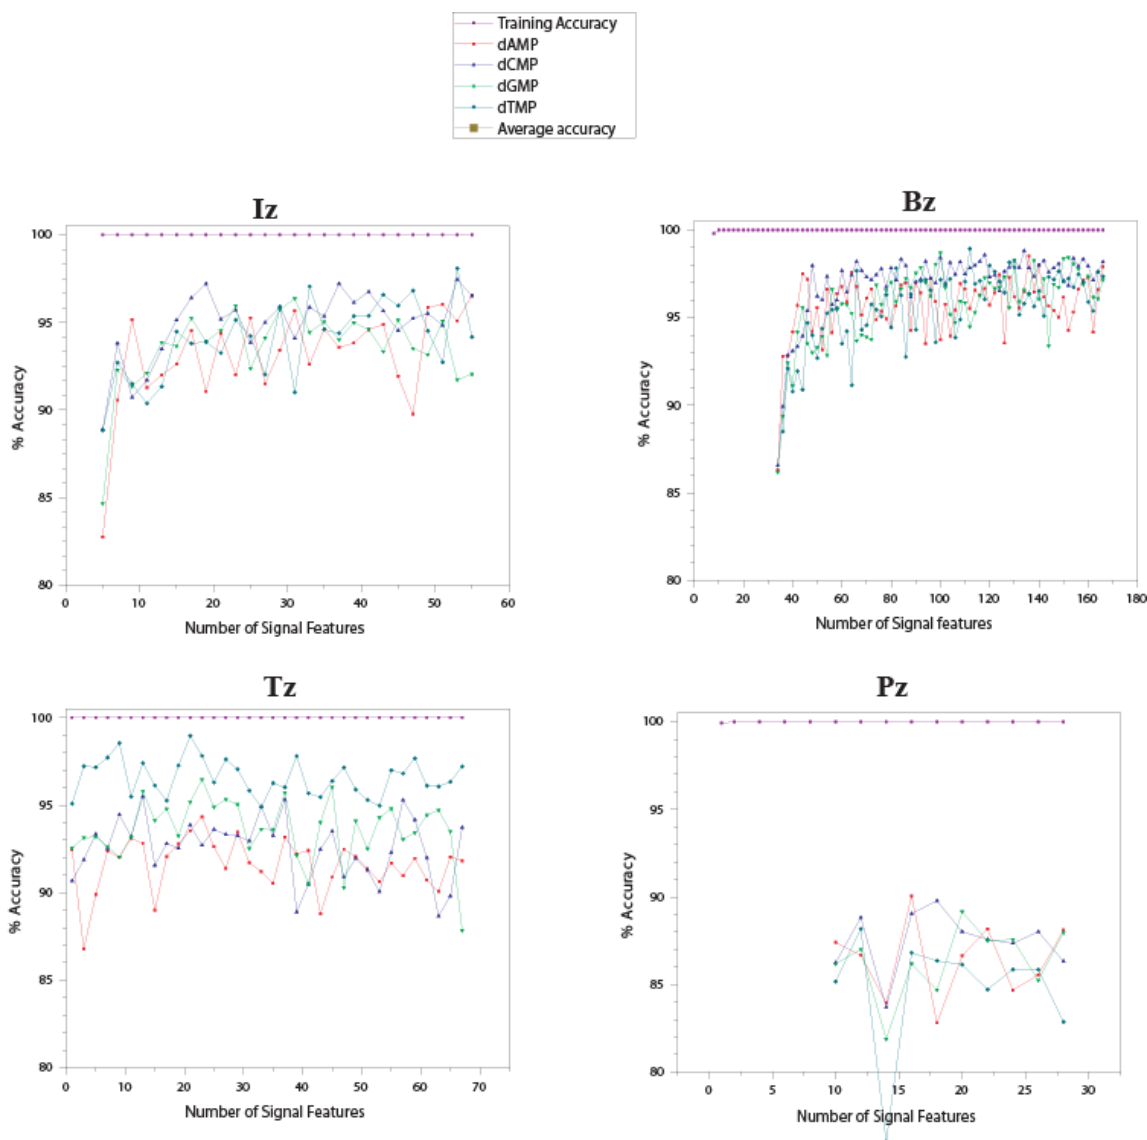 Training Accuracy
dAMP
dCMP
dGMP
dTMP
Average accuracy
Iz
100
95
90
85
80
% Accuracy
0 10 20 30 40 50 60
Number of Signal Features
Bz
100
95
90
85
80
% Accuracy
0 20 40 60 80 100 120 140 160 180
Number of Signal features
Tz
100
95
90
85
80
% Accuracy
0 10 20 30 40 50 60 70
Number of Signal Features
Pz
100
95
90
85
80
% Accuracy
0 5 10 15 20 25 30
Number of Signal Features